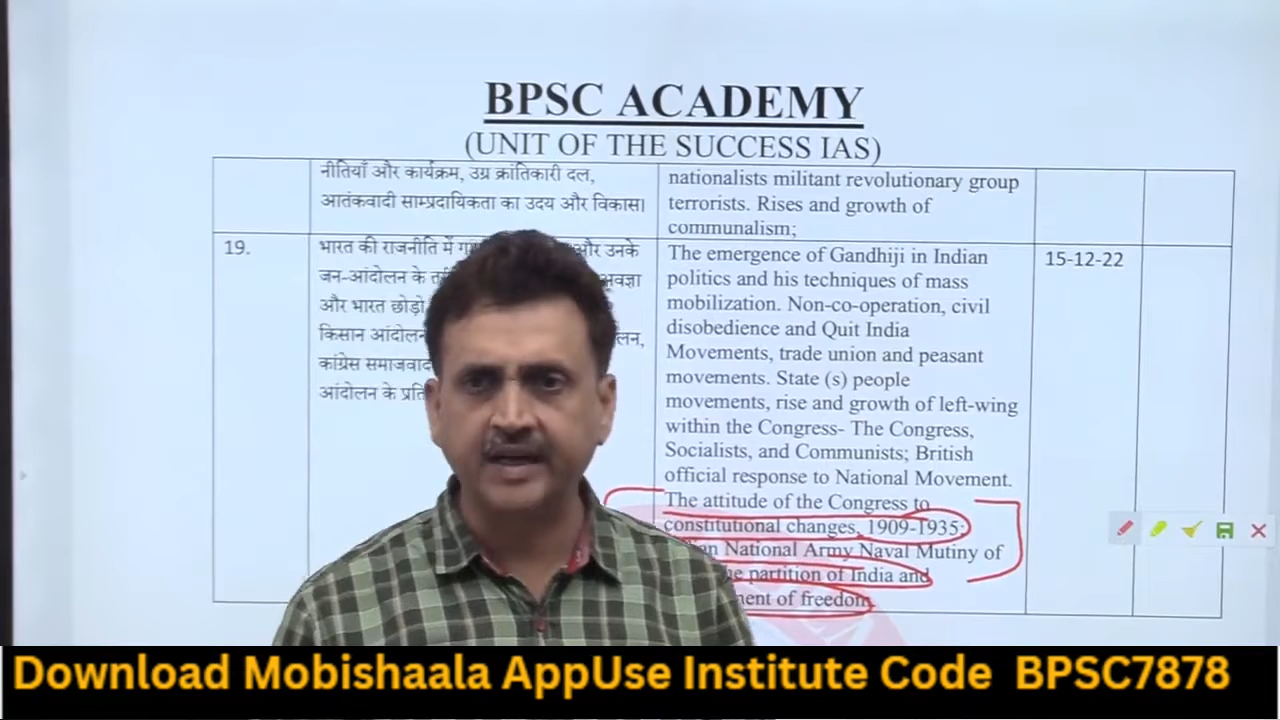 BPSC ACADEMY
(UNIT OF THE SUCCESS IAS)
नीतियाँ और कार्यक्रम, उग्र क्रांतिकारी दल,
आतंकवादी साम्प्रदायिकता का उदय और विकास।
nationalists militant revolutionary group
terrorists. Rises and growth of
communalism;
19.
भारत की राजनीति में
और उनके
जन-आंदोलन के
और भारत छोड़ो
किसान आंदोलन
कांग्रेस समाजवाद
आंदोलन के
The emergence of Gandhiji in Indian
politics and his techniques of mass
mobilization. Non-co-operation, civil
disobedience and Quit India
Movements, trade union and peasant
movements. State (s) people
movements, rise and growth of left-wing
within the Congress- The Congress,
Socialists, and Communists; British
official response to National Movement.
The attitude of the Congress to
constitutional changes, 1909-1935;
National Army Naval Mutiny of
partition of India and
of freedom
15-12-22
Download Mobishaala AppUse Institute Code BPSC7878